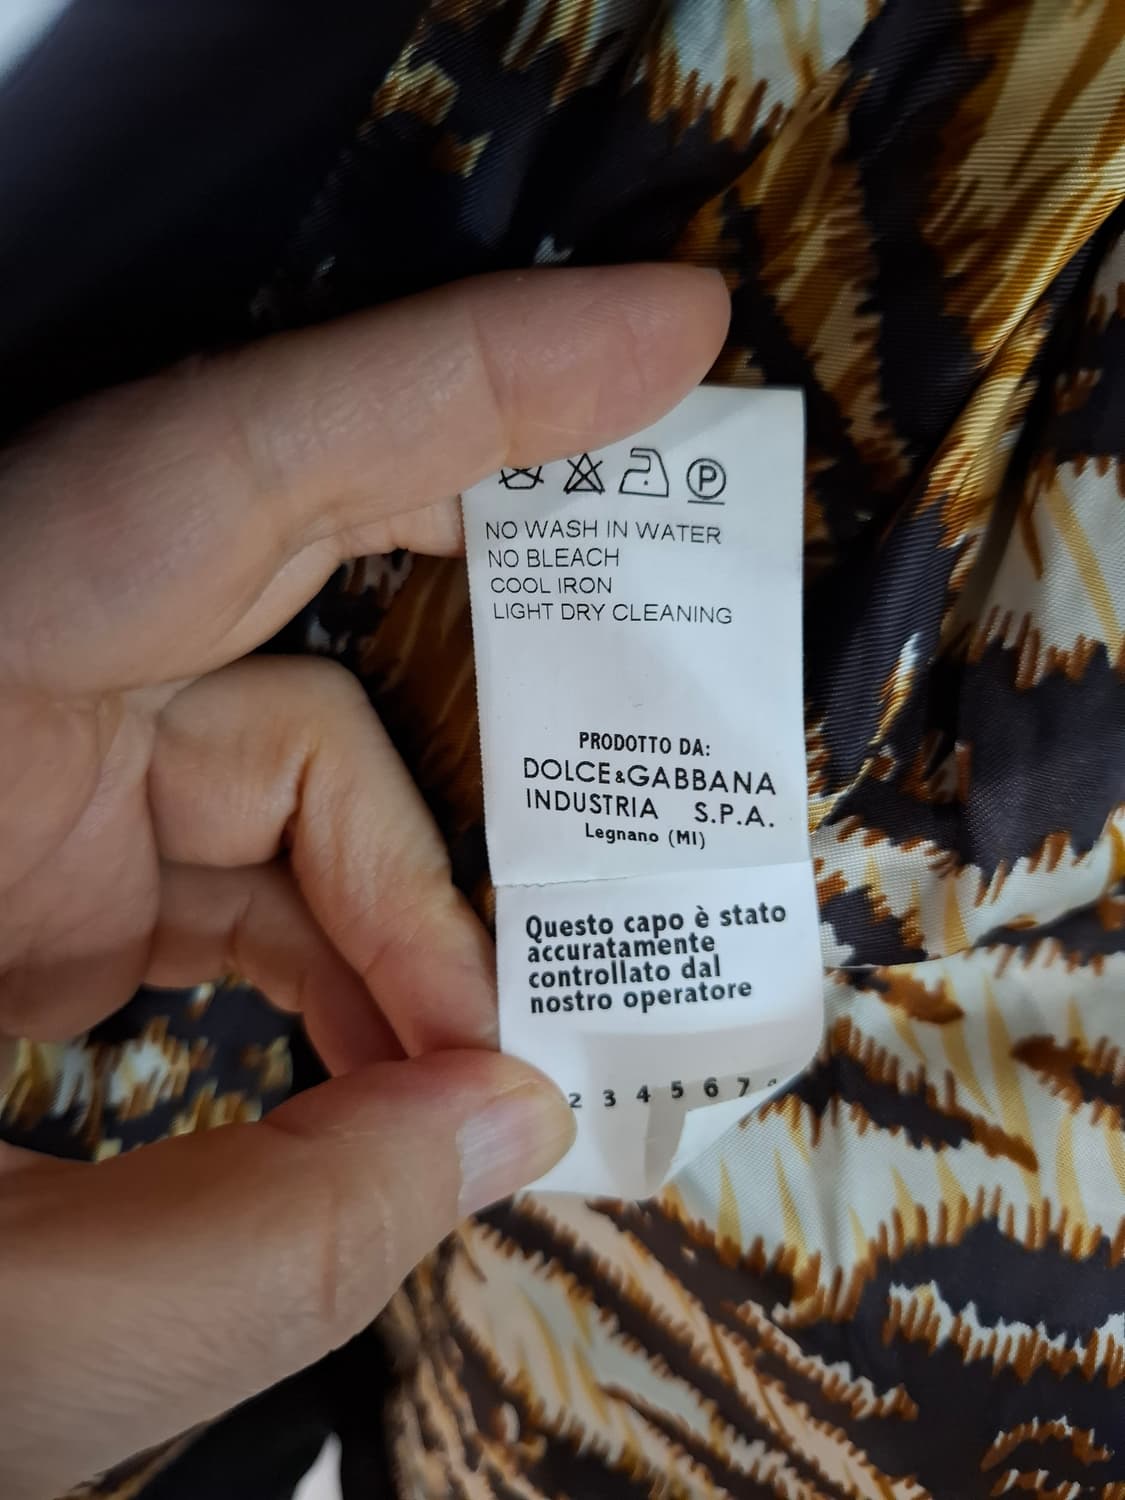 P
NO WASH IN WATER
NO BLEACH
COOL IRON
LIGHT DRY CLEANING
PRODOTTO DA:
DOLCE&GABBANA
INDUSTRIA S.P.A.
Legnano (MI)
Questo capo è stato
accuratamente
controllato dal
nostro operatore
2 3 4 5 6 7